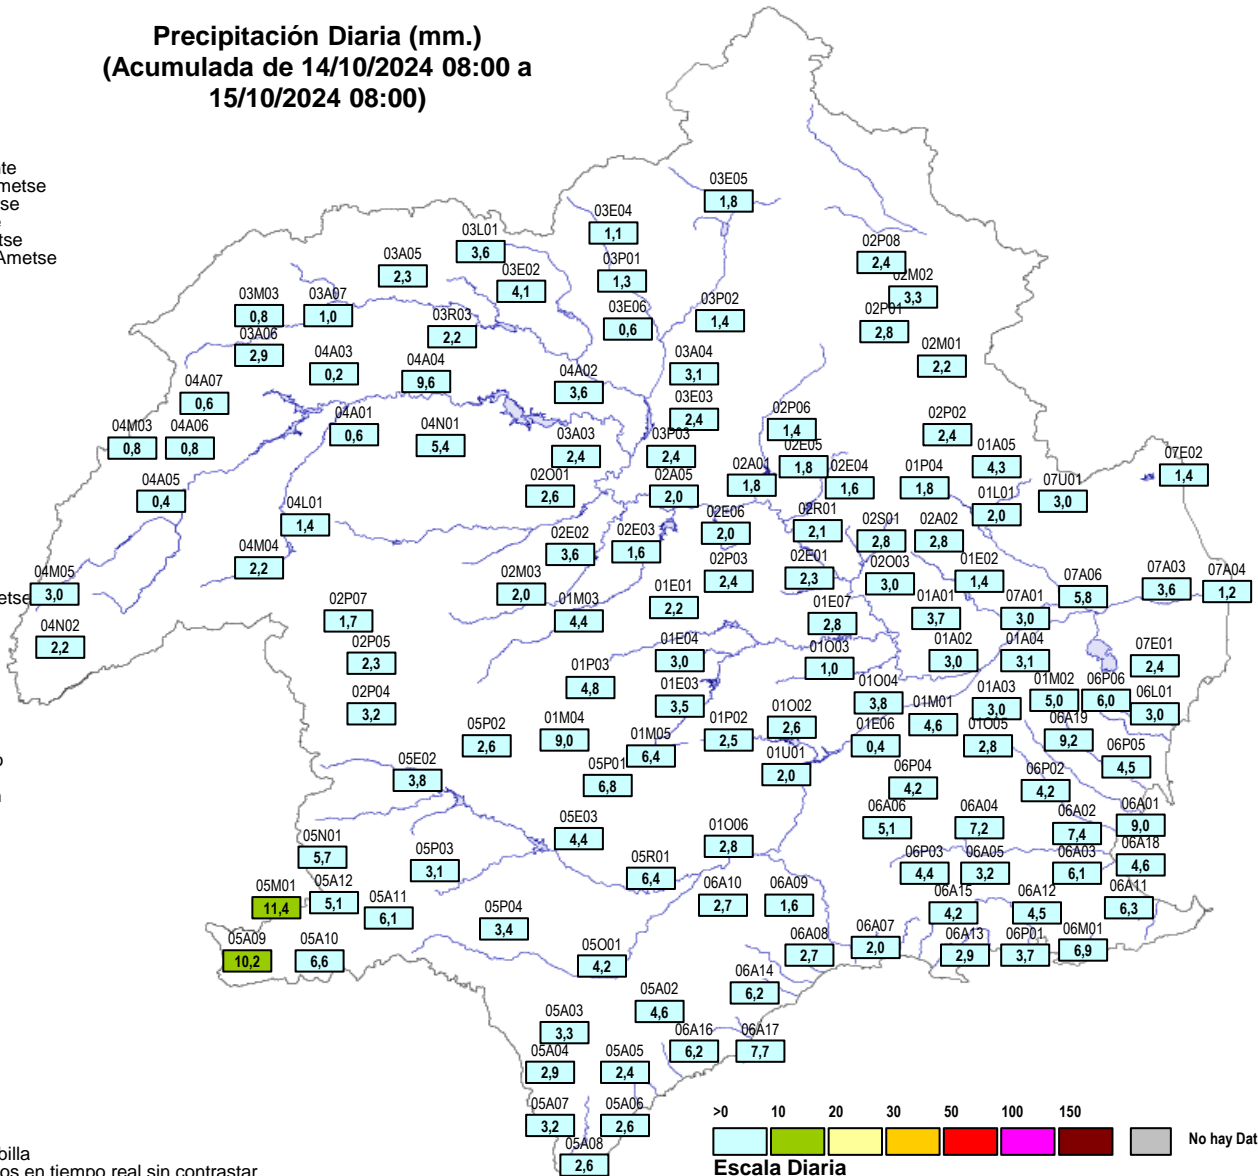 Precipitación Diaria (mm.)
(Acumulada de 14/10/2024 08:00 a
15/10/2024 08:00)
nte
metse
tse
e
tse
Ametse
03E05
1,8
03E04
1,1
03L01
3,6
03A05
2,3
03P01
1,3
02P08
2,4
03E02
4,1
02M02
3,3
03M03
0,8
03A07
1,0
03E06
0,6
03P02
1,4
02P01
2,8
03R03
2,2
03A06
2,9
02M01
2,2
04A03
0,2
04A04
9,6
03A04
3,1
04A02
3,6
04A07
0,6
03E03
2,4
04A01
0,6
02P06
1,4
02P02
2,4
04M03
0,8
04A06
0,8
04N01
5,4
03A03
2,4
03P03
2,4
02E05
1,8
01A05
4,3
07E02
1,4
02A01
1,8
02E04
1,6
01P04
1,8
04A05
0,4
02O01
2,6
02A05
2,0
07U01
3,0
01L01
2,0
04L01
1,4
02E06
2,0
02R01
2,1
02S01
2,8
02A02
2,8
02E02
3,6
02E03
1,6
04M04
2,2
02P03
2,4
02E01
2,3
02O03
3,0
01E02
1,4
04M05
3,0
etse
02M03
2,0
07A06
5,8
07A03
3,6
07A04
1,2
01M03
4,4
01E01
2,2
01E07
2,8
01A01
3,7
07A01
3,0
02P07
1,7
04N02
2,2
02P05
2,3
01E04
3,0
01O03
1,0
01A02
3,0
01A04
3,1
07E01
2,4
01P03
4,8
01E03
3,5
01O04
3,8
01A03
3,0
01M02
5,0
06P06
6,0
06L01
3,0
02P04
3,2
01M01
4,6
05P02
2,6
01M04
9,0
01P02
2,5
01O02
2,6
01E06
0,4
01O05
2,8
06A19
9,2
01M05
6,4
06P05
4,5
o
05E02
3,8
05P01
6,8
01U01
2,0
06P04
4,2
06P02
4,2
05E03
4,4
01O06
2,8
06A06
5,1
06A04
7,2
06A02
7,4
06A01
9,0
05N01
5,7
05P03
3,1
05R01
6,4
06P03
4,4
06A05
3,2
06A03
6,1
06A18
4,6
05M01
11,4
05A12
5,1
05A11
6,1
06A10
2,7
06A09
1,6
06A15
4,2
06A12
4,5
06A11
6,3
05P04
3,4
05A09
10,2
05A10
6,6
05O01
4,2
06A08
2,7
06A07
2,0
06A13
2,9
06P01
3,7
06M01
6,9
06A14
6,2
05A02
4,6
05A03
3,3
06A16
6,2
06A17
7,7
05A04
2,9
05A05
2,4
05A07
3,2
05A06
2,6
05A08
2,6
>0 10 20 30 50 100 150
No hay Dat
Escala Diaria
billa
os en tiempo real sin contrastar